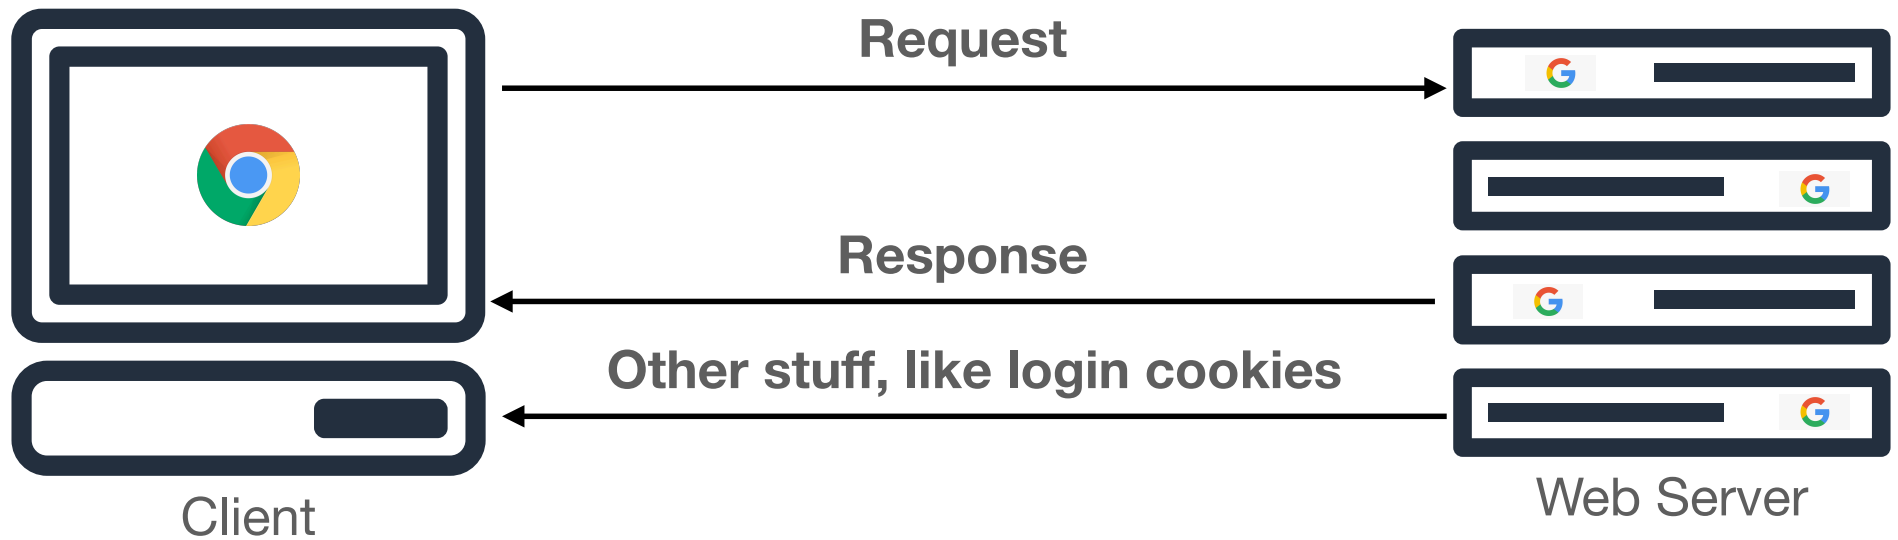 Request
Response
Other stuff, like login cookies
Client
Web Server